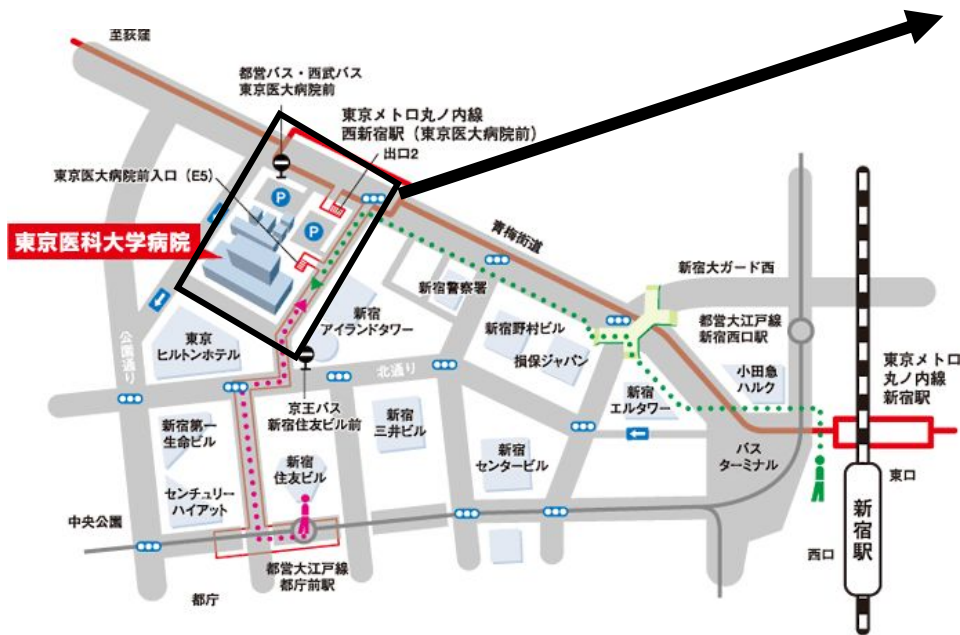 至荻窪
都営バス・西武バス
東京医大病院前
東京メトロ丸ノ内線
西新宿駅（東京医大病院前）
出口2
東京医大病院前入口（E5）
P
P
東京医科大学病院
青梅街道
新宿大ガード西
新宿警察署
都営大江戸線
新宿西口駅
新宿
アイランドタワー
新宿野村ビル
損保ジャパン
東京
ヒルトンホテル
公園通り
北通り
小田急
ハルク
東京メトロ
丸ノ内線
新宿駅
京王バス
新宿住友ビル前
新宿
エルタワー
新宿第一
生命ビル
新宿
三井ビル
新宿
センタービル
バス
ターミナル
新宿
住友ビル
東口
センチュリー
ハイアット
中央公園
新宿駅
西口
都営大江戸線
都庁前駅
都庁